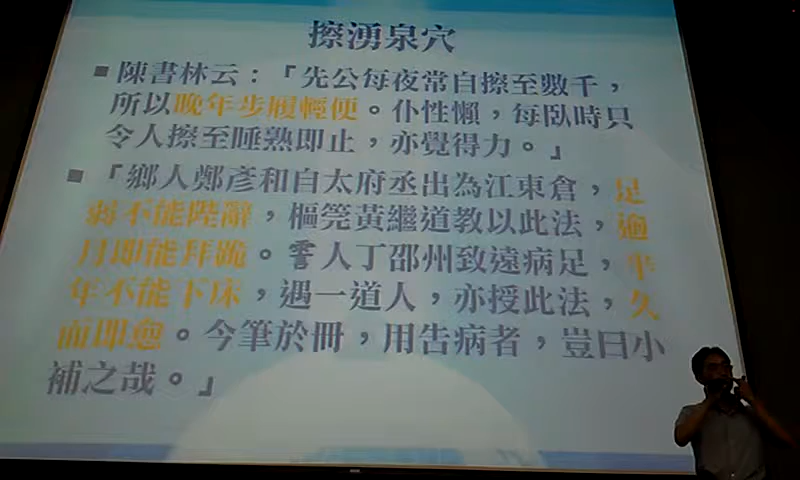 擦湧泉穴
■ 陳書林云：「先公每夜常自擦至數千，
所以晚年步履輕便。仆性懶，每臥時只
令人擦至睡熟即止，亦覺得力。』
■ 「鄉人鄭彥和自太府丞出為江東倉，足
弱不能陛辭，樞筦黃繼道教以此法，逾
月即能拜跪。霅人丁邵州致遠病足，半
年不能下床，遇一道人，亦授此法，久
而即愈。今筆於冊，用告病者，豈曰小
補之哉。』